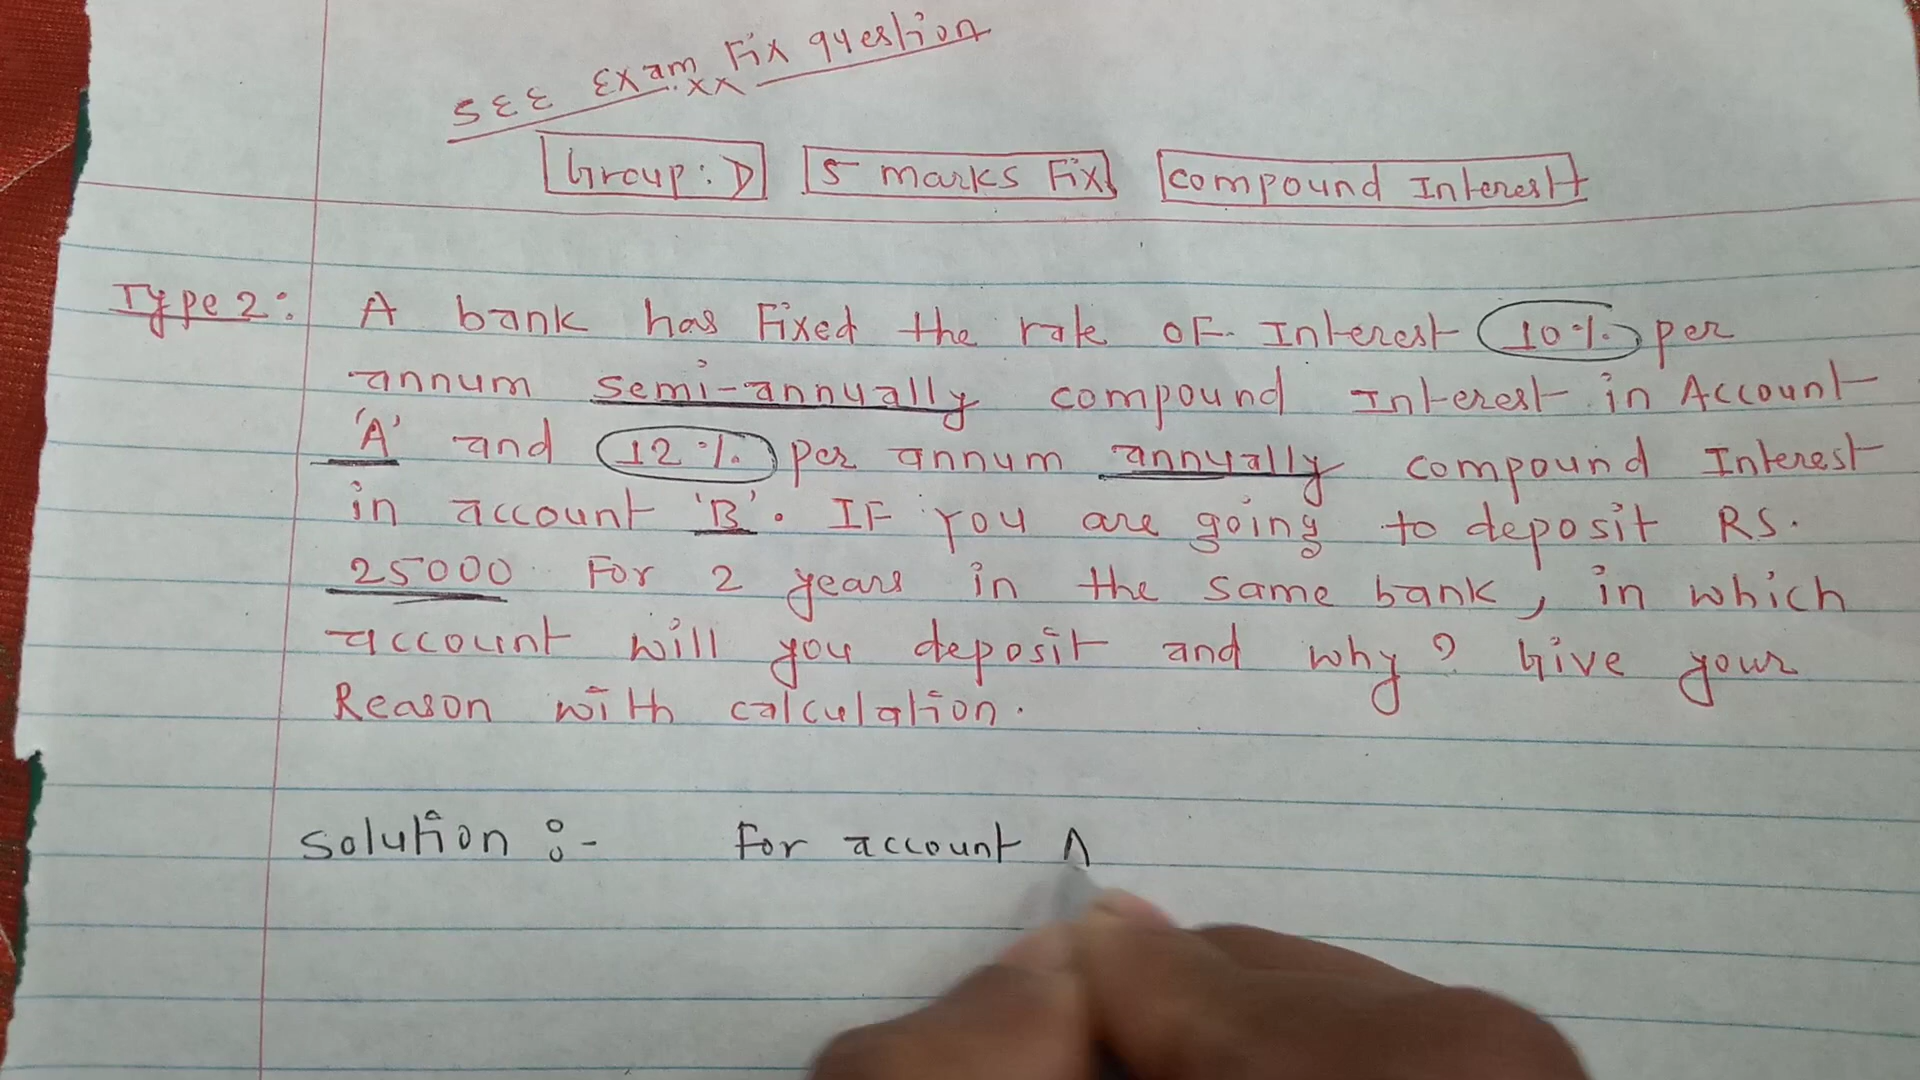 SEE Exam Fix question
xx
Group: D 5 marks Fix compound Interest
Type 2: A bank has Fixed the rate OF Interest 10% per
annum semi-annually compound Interest in Account
'A' and 12% per annum annually compound Interest
in account 'B'. IF you are going to deposit RS.
25000 For 2 years in the same bank, in which
account will you deposit and why? Give your
Reason with calculation.
Solution :- For account A